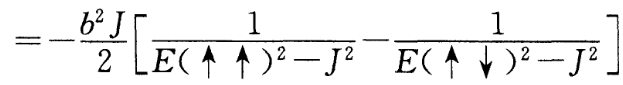 = -\frac{b^2 J}{2} \left[ \frac{1}{E(\uparrow \uparrow)^2 - J^2} - \frac{1}{E(\uparrow \downarrow)^2 - J^2} \right]